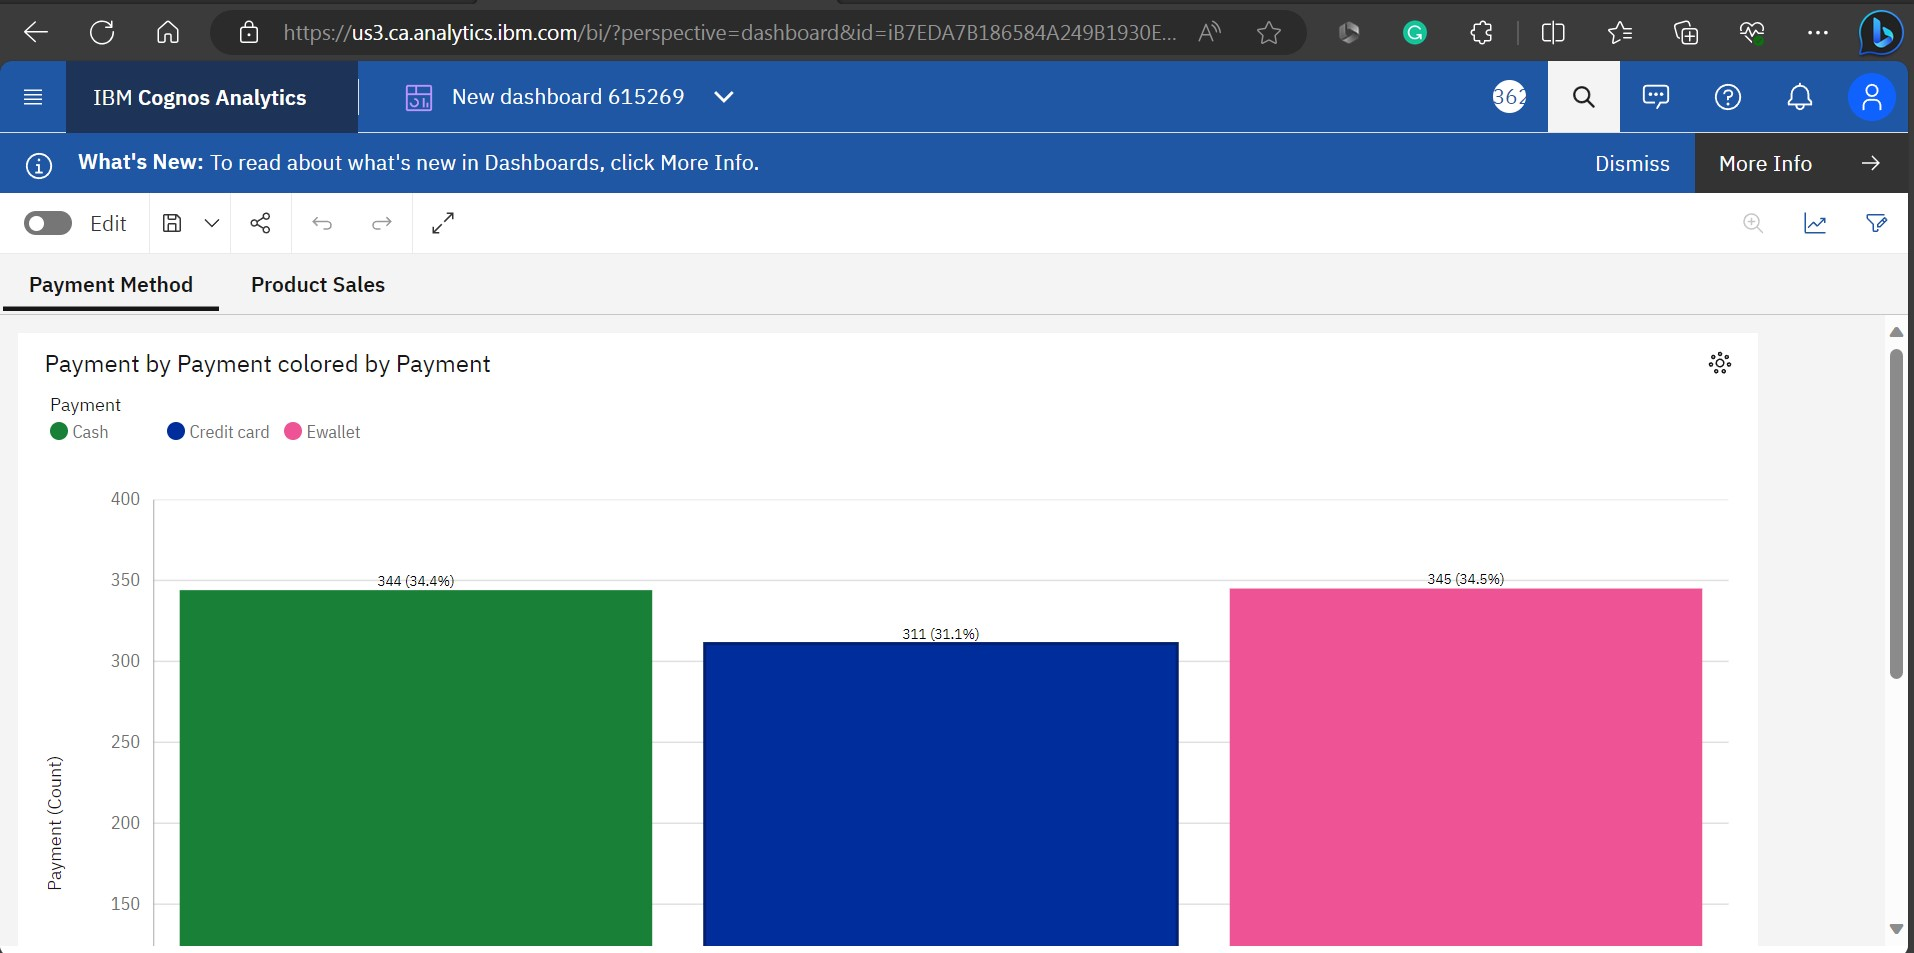 https://us3.ca.analytics.ibm.com/bi/?perspective=dashboard&id=iB7EDA7B186584A249B1930E...
IBM Cognos Analytics
New dashboard 615269
362
What's New: To read about what's new in Dashboards, click More Info.
Dismiss
More Info
Edit
Payment Method
Product Sales
Payment by Payment colored by Payment
Payment
Cash
Credit card
Ewallet
400
350
300
250
200
150
Payment (Count)
344 (34.4%)
311 (31.1%)
345 (34.5%)